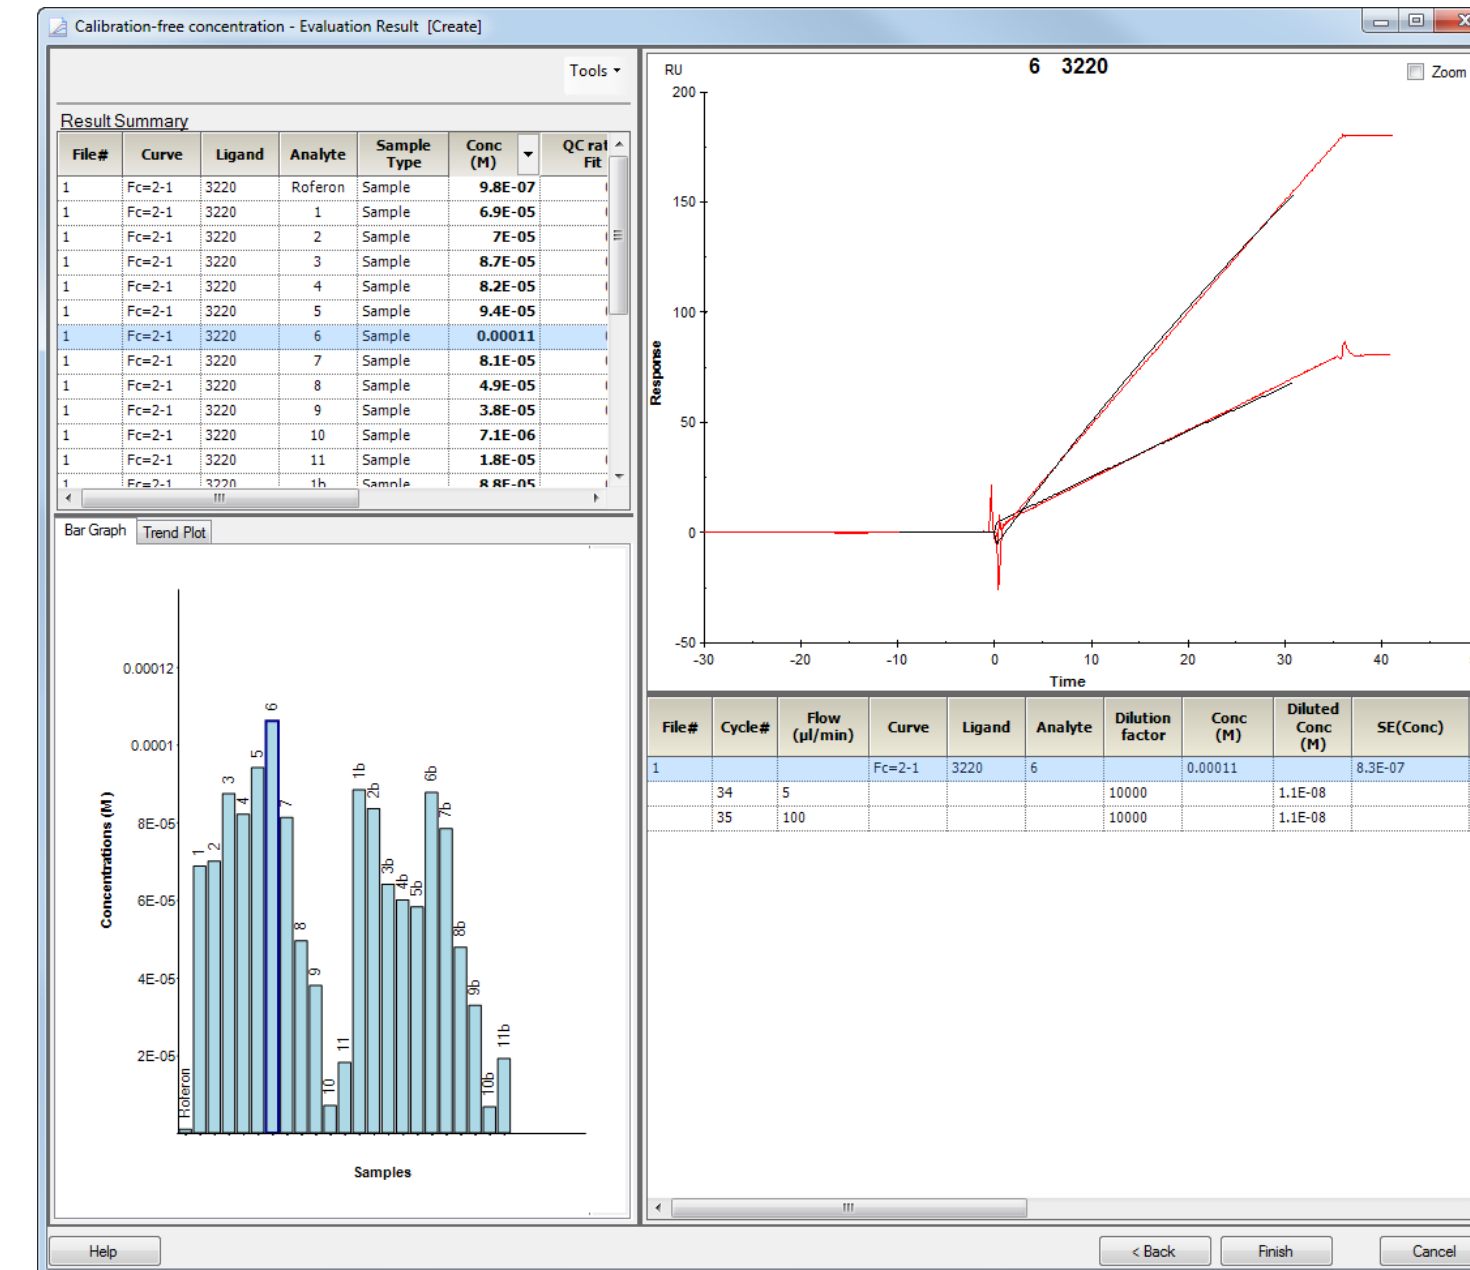 Calibration-free concentration - Evaluation Result [Create]
Tools
Result Summary
File# Curve Ligand Analyte Sample Type Conc (M) QC rat Fit
1 Fc=2-1 3220 Roferon Sample 9.8E-07
1 Fc=2-1 3220 1 Sample 6.9E-05
1 Fc=2-1 3220 2 Sample 7E-05
1 Fc=2-1 3220 3 Sample 8.7E-05
1 Fc=2-1 3220 4 Sample 8.2E-05
1 Fc=2-1 3220 5 Sample 9.4E-05
1 Fc=2-1 3220 6 Sample 0.00011
1 Fc=2-1 3220 7 Sample 8.1E-05
1 Fc=2-1 3220 8 Sample 4.9E-05
1 Fc=2-1 3220 9 Sample 3.8E-05
1 Fc=2-1 3220 10 Sample 7.1E-06
1 Fc=2-1 3220 11 Sample 1.8E-05
1 Fc=2-1 3220 1b Sample 8.8E-05
Bar Graph Trend Plot
Concentrations (M)
0.00012
0.0001
8E-05
6E-05
4E-05
2E-05
Roferon 1 2 3 4 5 6 7 8 9 10 11 1b 2b 3b 4b 5b 6b 7b 8b 9b 10b 11b
Samples
6 3220
Zoom
RU
200
150
100
50
0
-50
Response
-30 -20 -10 0 10 20 30 40
Time
File# Cycle# Flow (µl/min) Curve Ligand Analyte Dilution factor Conc (M) Diluted Conc (M) SE(Conc)
1 Fc=2-1 3220 6 0.00011 8.3E-07
34 5 10000 1.1E-08
35 100 10000 1.1E-08
Help
< Back Finish Cancel